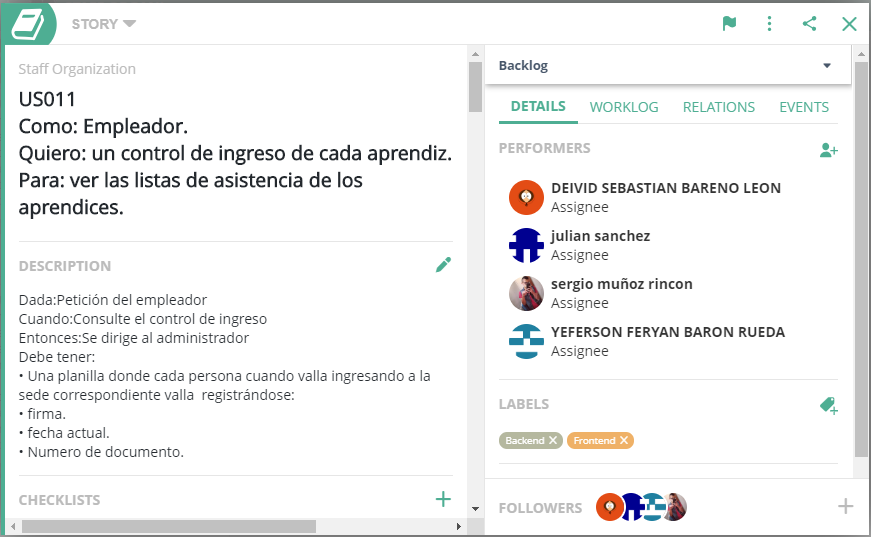 STORY
Staff Organization
US011
Como: Empleador.
Quiero: un control de ingreso de cada aprendiz.
Para: ver las listas de asistencia de los
aprendices.
DESCRIPTION
Dada:Petición del empleador
Cuando:Consulte el control de ingreso
Entonces:Se dirige al administrador
Debe tener:
• Una planilla donde cada persona cuando valla ingresando a la
sede correspondiente valla  registrándose:
• firma.
• fecha actual.
• Numero de documento.
CHECKLISTS
Backlog
DETAILS WORKLOG RELATIONS EVENTS
PERFORMERS
DEIVID SEBASTIAN BARENO LEON
Assignee
julian sanchez
Assignee
sergio muñoz rincon
Assignee
YEFERSON FERYAN BARON RUEDA
Assignee
LABELS
Backend Frontend
FOLLOWERS